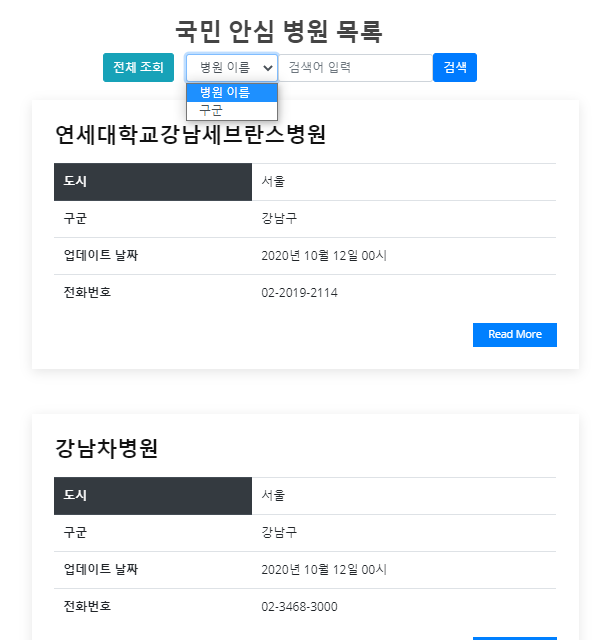 국민 안심 병원 목록
전체 조회 병원 이름 검색어 입력 검색
병원 이름
구군
연세대학교강남세브란스병원
도시 서울
구군 강남구
업데이트 날짜 2020년 10월 12일 00시
전화번호 02-2019-2114
Read More
강남차병원
도시 서울
구군 강남구
업데이트 날짜 2020년 10월 12일 00시
전화번호 02-3468-3000